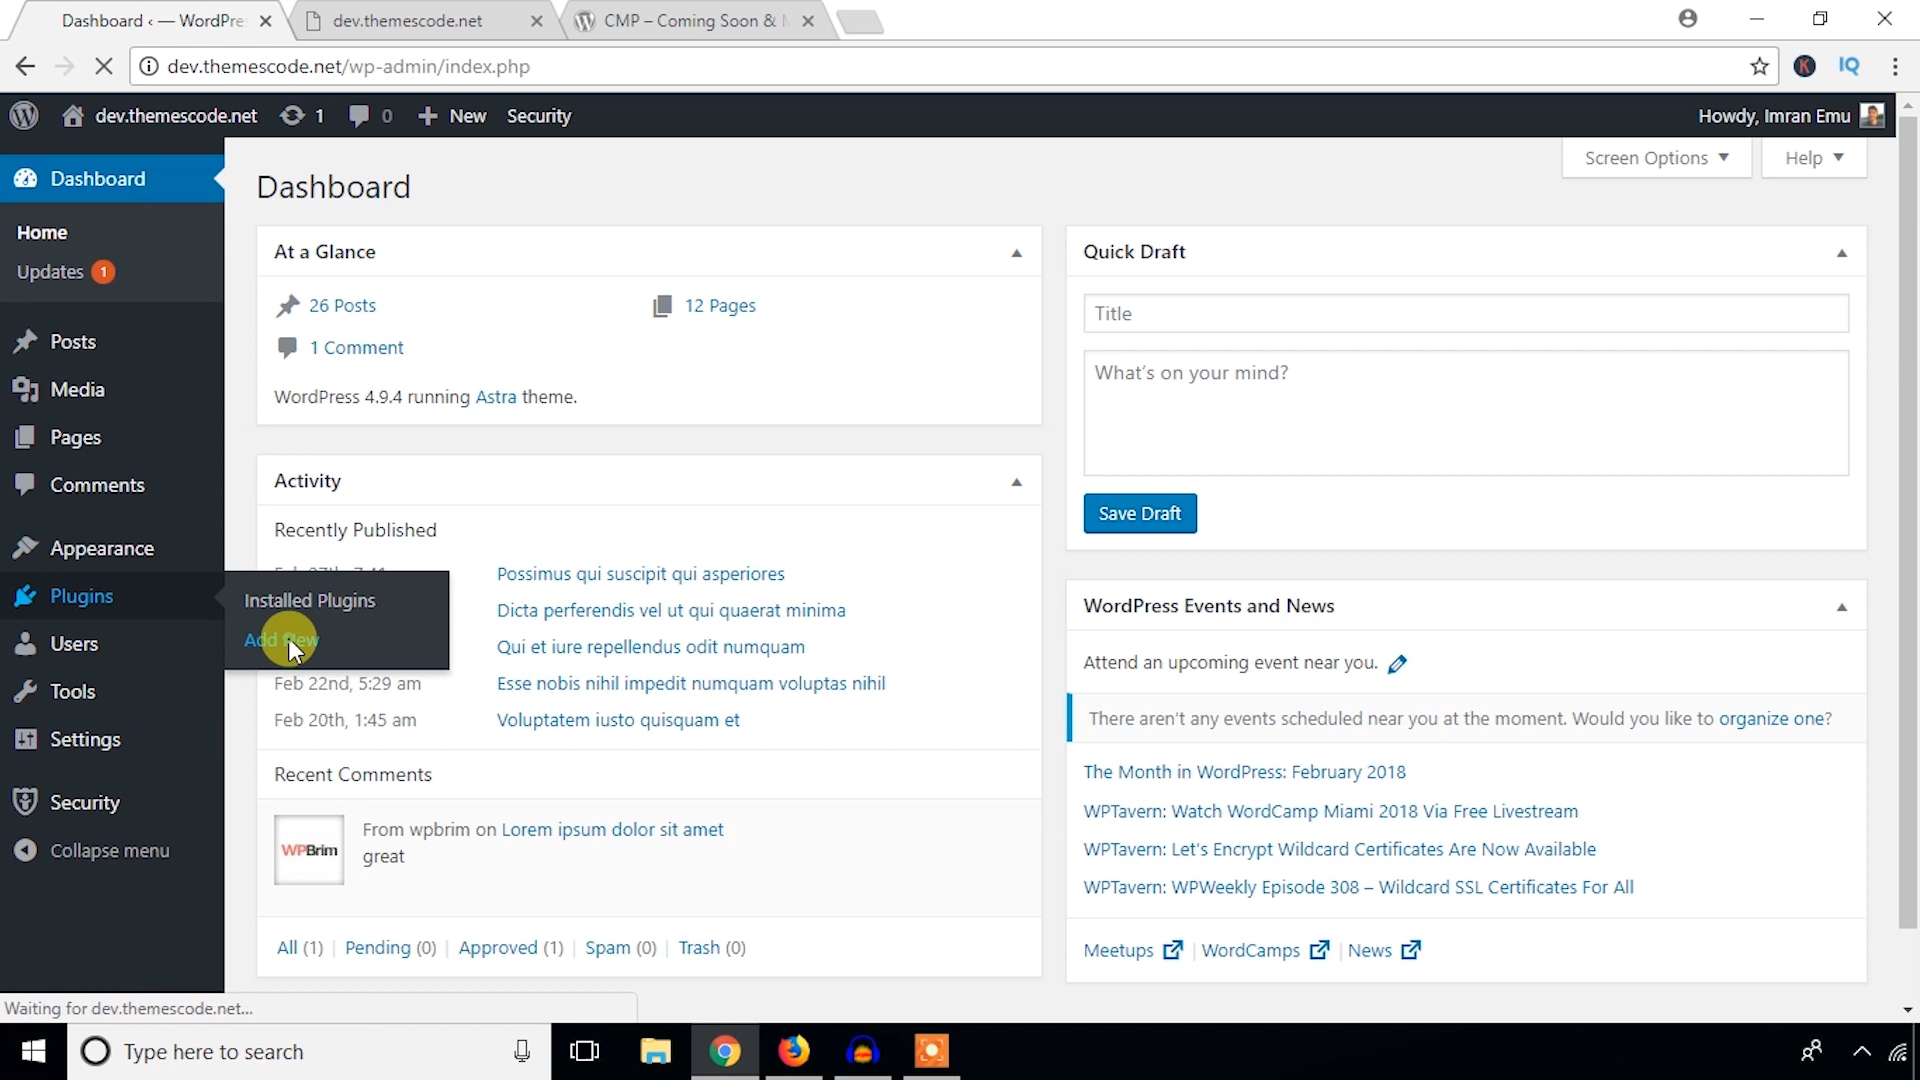 Dashboard ‹ — WordPre
dev.themescode.net
CMP – Coming Soon & M
dev.themescode.net/wp-admin/index.php
K
IQ
dev.themescode.net
1
0
New
Security
Howdy, Imran Emu
Dashboard
Home
Updates 1
Posts
Media
Pages
Comments
Appearance
Plugins
Users
Tools
Settings
Security
Collapse menu
Installed Plugins
Add New
Dashboard
Screen Options
Help
At a Glance
26 Posts
12 Pages
1 Comment
WordPress 4.9.4 running Astra theme.
Activity
Recently Published
Possimus qui suscipit qui asperiores
Dicta perferendis vel ut qui quaerat minima
Qui et iure repellendus odit numquam
Feb 22nd, 5:29 am Esse nobis nihil impedit numquam voluptas nihil
Feb 20th, 1:45 am Voluptatem iusto quisquam et
Recent Comments
WPBrim
From wpbrim on Lorem ipsum dolor sit amet
great
All (1) | Pending (0) | Approved (1) | Spam (0) | Trash (0)
Quick Draft
Title
What's on your mind?
Save Draft
WordPress Events and News
Attend an upcoming event near you.
There aren't any events scheduled near you at the moment. Would you like to organize one?
The Month in WordPress: February 2018
WPTavern: Watch WordCamp Miami 2018 Via Free Livestream
WPTavern: Let's Encrypt Wildcard Certificates Are Now Available
WPTavern: WPWeekly Episode 308 – Wildcard SSL Certificates For All
Meetups | WordCamps | News
Waiting for dev.themescode.net...
Type here to search